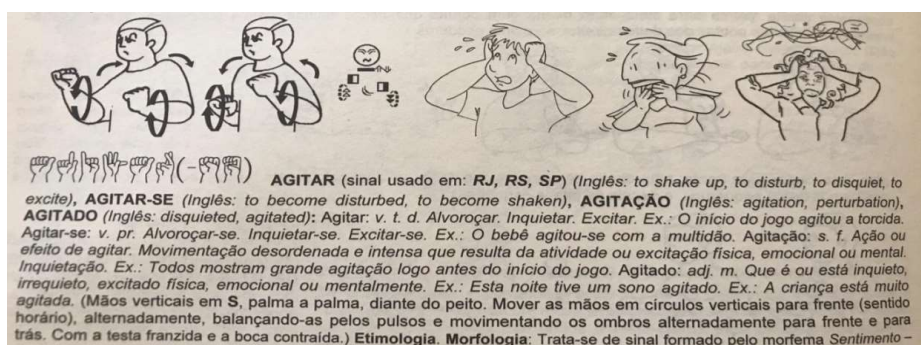 AGITAR (sinal usado em: RJ, RS, SP) (Inglês: to shake up, to disturb, to disquiet, to
excite), AGITAR-SE (Inglês: to become disturbed, to become shaken), AGITAÇÃO (Inglês: agitation, perturbation),
AGITADO (Inglês: disquieted, agitated): Agitar: v. t. d. Alvoroçar. Inquietar. Excitar. Ex.: O início do jogo agitou a torcida.
Agitar-se: v. pr. Alvoroçar-se. Inquietar-se. Excitar-se. Ex.: O bebê agitou-se com a multidão. Agitação: s. f. Ação ou
efeito de agitar. Movimentação desordenada e intensa que resulta da atividade ou excitação física, emocional ou mental.
Inquietação. Ex.: Todos mostram grande agitação logo antes do início do jogo. Agitado: adj. m. Que é ou está inquieto,
irrequieto, excitado física, emocional ou mentalmente. Ex.: Esta noite tive um sono agitado. Ex.: A criança está muito
agitada. (Mãos verticais em S, palma a palma, diante do peito. Mover as mãos em círculos verticais para frente (sentido
horário), alternadamente, balançando-as pelos pulsos e movimentando os ombros alternadamente para frente e para
trás. Com a testa franzida e a boca contraída.) Etimologia. Morfologia: Trata-se de sinal formado pelo morfema Sentimento –